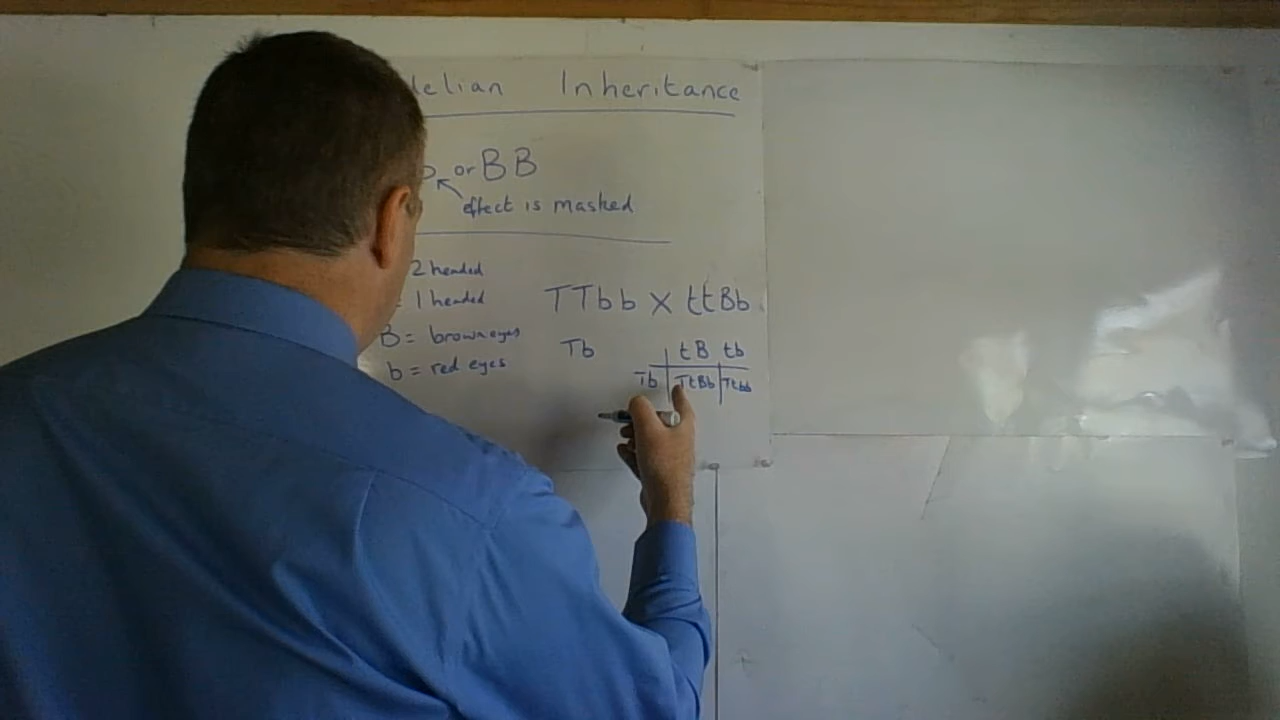 Inheritance
or BB
effect is masked
2 headed
= 1 headed
B = brown eyes
b = red eyes
TTbb X ttBb
Tb
tB tb
Tb TtBb Ttbb